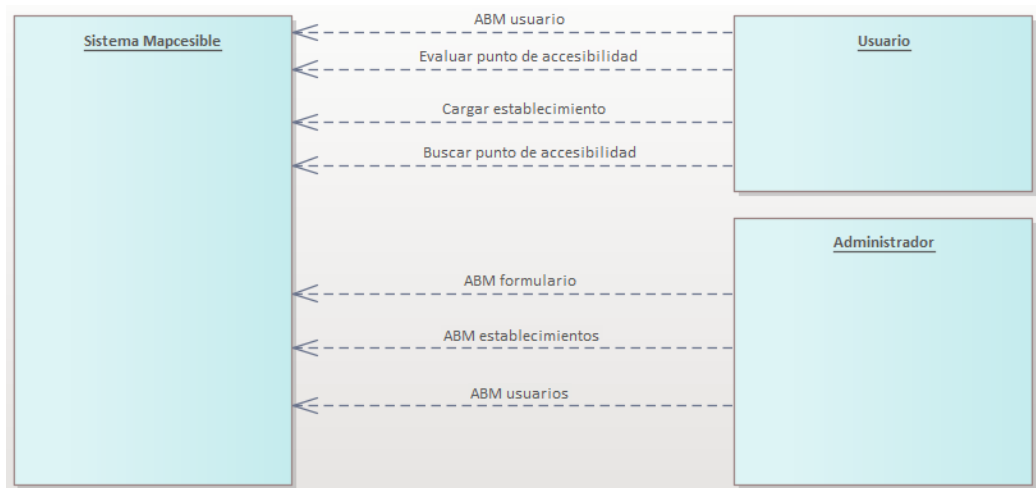 Sistema Mapcesible
ABM usuario
Usuario
Evaluar punto de accesibilidad
Cargar establecimiento
Buscar punto de accesibilidad
Administrador
ABM formulario
ABM establecimientos
ABM usuarios